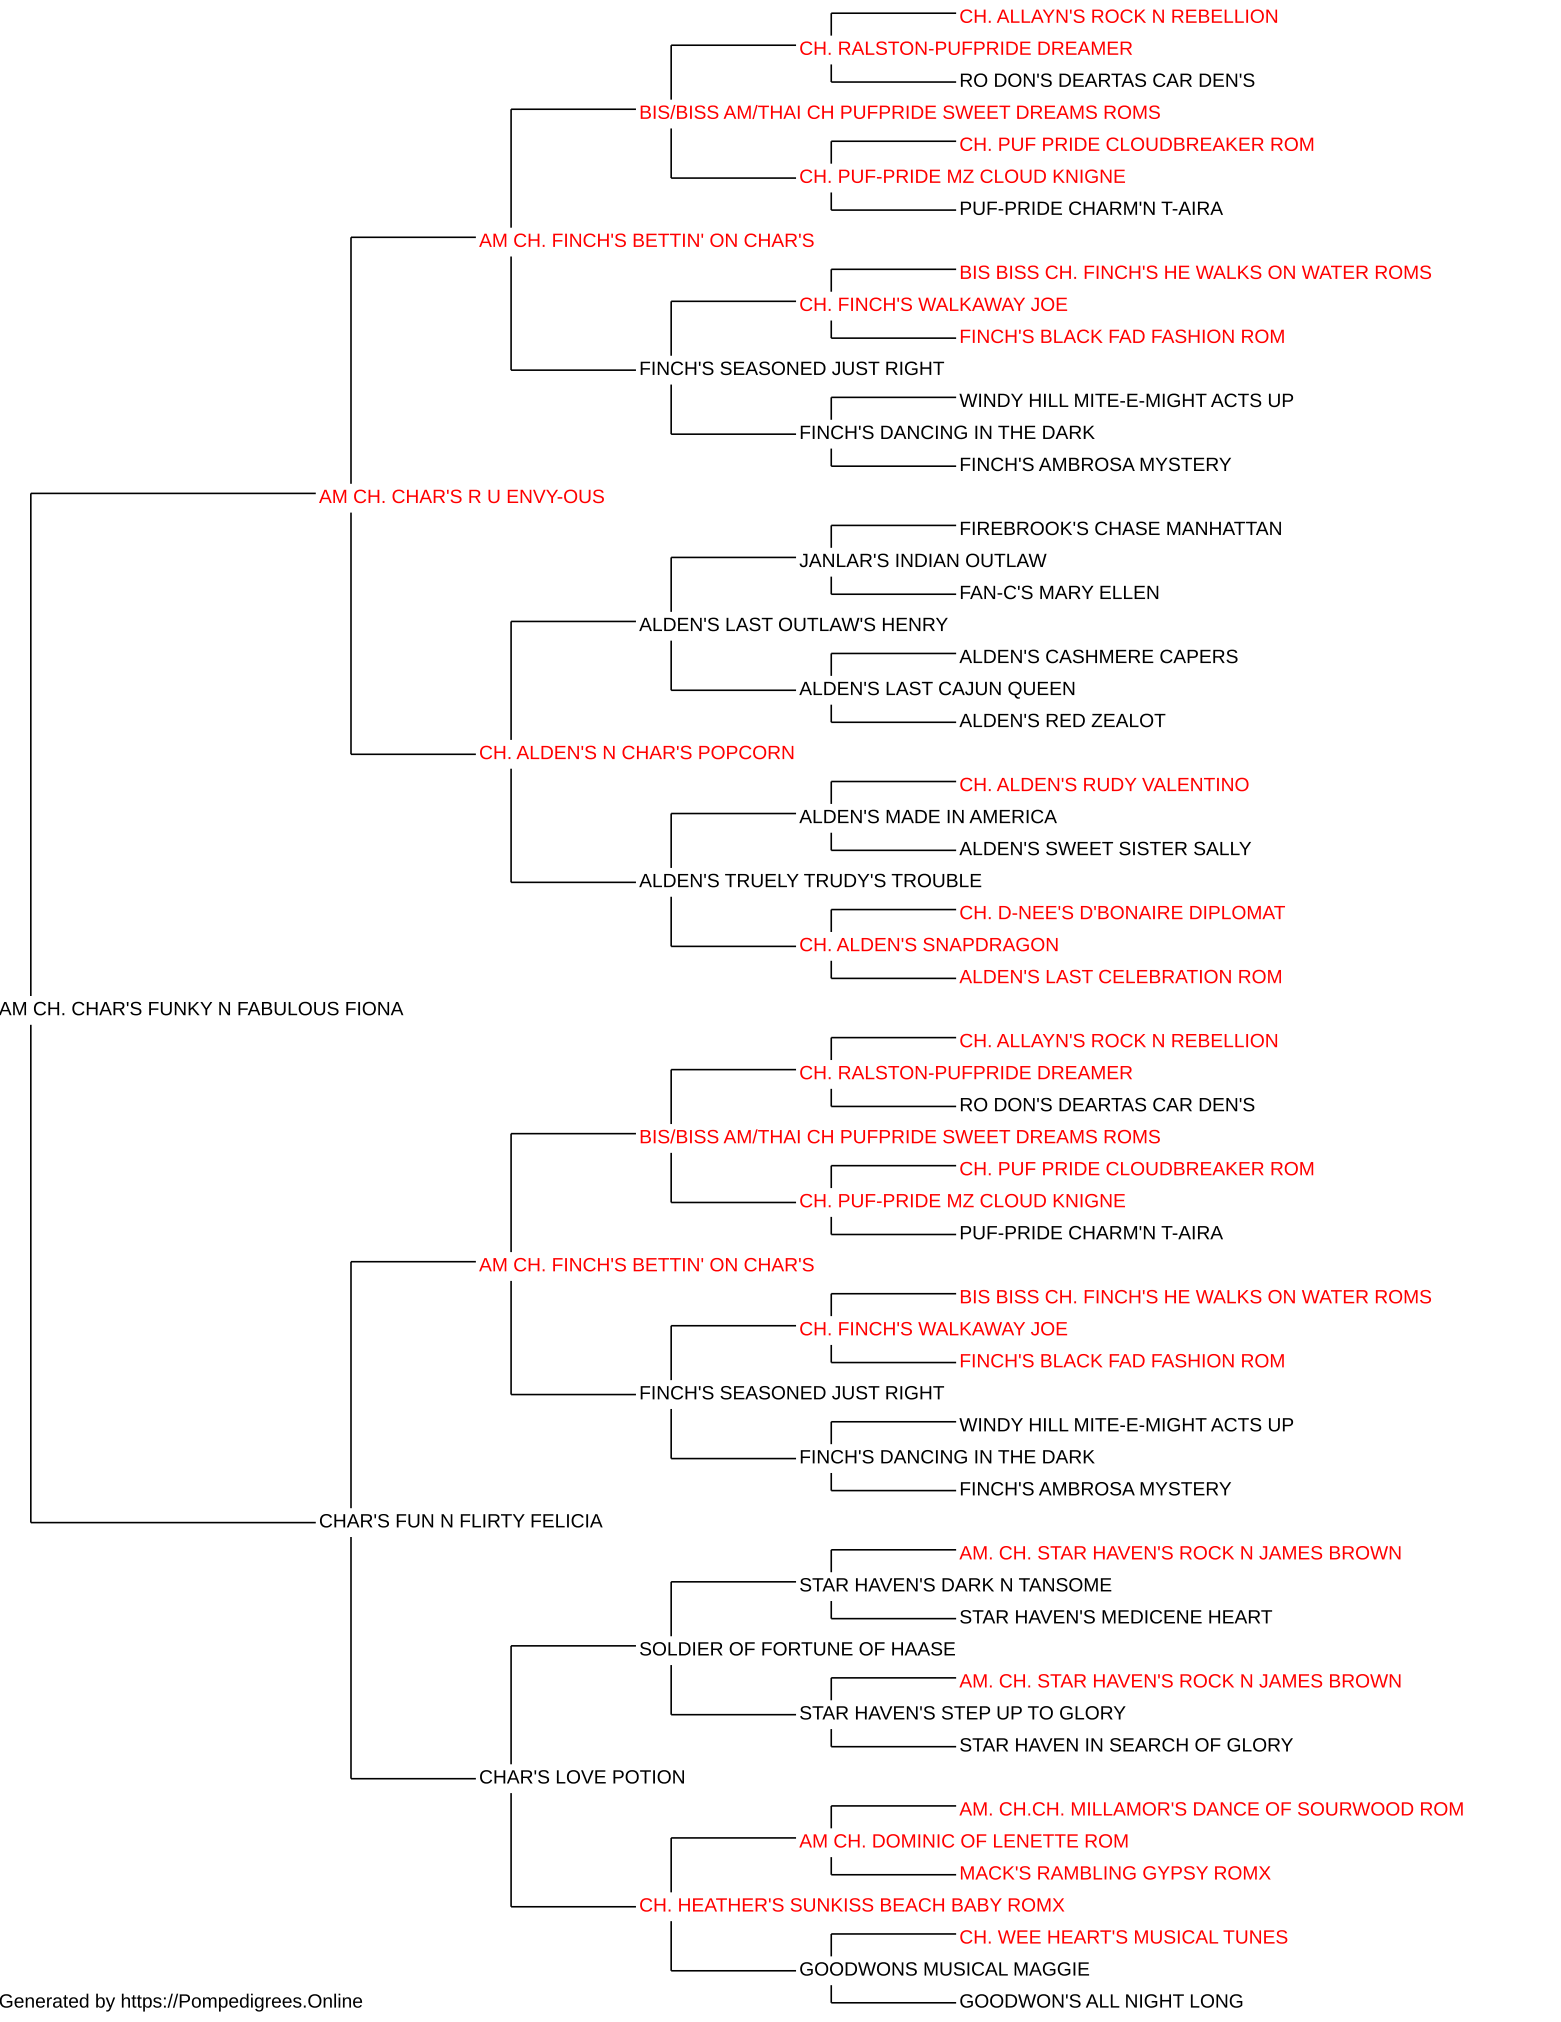 CH. ALLAYN'S ROCK N REBELLION
CH. RALSTON-PUFPRIDE DREAMER
RO DON'S DEARTAS CAR DEN'S
BIS/BISS AM/THAI CH PUFPRIDE SWEET DREAMS ROMS
CH. PUF PRIDE CLOUDBREAKER ROM
CH. PUF-PRIDE MZ CLOUD KNIGNE
PUF-PRIDE CHARM'N T-AIRA
AM CH. FINCH'S BETTIN' ON CHAR'S
BIS BISS CH. FINCH'S HE WALKS ON WATER ROMS
CH. FINCH'S WALKAWAY JOE
FINCH'S BLACK FAD FASHION ROM
FINCH'S SEASONED JUST RIGHT
WINDY HILL MITE-E-MIGHT ACTS UP
FINCH'S DANCING IN THE DARK
FINCH'S AMBROSA MYSTERY
AM CH. CHAR'S R U ENVY-OUS
FIREBROOK'S CHASE MANHATTAN
JANLAR'S INDIAN OUTLAW
FAN-C'S MARY ELLEN
ALDEN'S LAST OUTLAW'S HENRY
ALDEN'S CASHMERE CAPERS
ALDEN'S LAST CAJUN QUEEN
ALDEN'S RED ZEALOT
CH. ALDEN'S N CHAR'S POPCORN
CH. ALDEN'S RUDY VALENTINO
ALDEN'S MADE IN AMERICA
ALDEN'S SWEET SISTER SALLY
ALDEN'S TRUELY TRUDY'S TROUBLE
CH. D-NEE'S D'BONAIRE DIPLOMAT
CH. ALDEN'S SNAPDRAGON
ALDEN'S LAST CELEBRATION ROM
AM CH. CHAR'S FUNKY N FABULOUS FIONA
CH. ALLAYN'S ROCK N REBELLION
CH. RALSTON-PUFPRIDE DREAMER
RO DON'S DEARTAS CAR DEN'S
BIS/BISS AM/THAI CH PUFPRIDE SWEET DREAMS ROMS
CH. PUF PRIDE CLOUDBREAKER ROM
CH. PUF-PRIDE MZ CLOUD KNIGNE
PUF-PRIDE CHARM'N T-AIRA
AM CH. FINCH'S BETTIN' ON CHAR'S
BIS BISS CH. FINCH'S HE WALKS ON WATER ROMS
CH. FINCH'S WALKAWAY JOE
FINCH'S BLACK FAD FASHION ROM
FINCH'S SEASONED JUST RIGHT
WINDY HILL MITE-E-MIGHT ACTS UP
FINCH'S DANCING IN THE DARK
FINCH'S AMBROSA MYSTERY
CHAR'S FUN N FLIRTY FELICIA
AM. CH. STAR HAVEN'S ROCK N JAMES BROWN
STAR HAVEN'S DARK N TANSOME
STAR HAVEN'S MEDICENE HEART
SOLDIER OF FORTUNE OF HAASE
AM. CH. STAR HAVEN'S ROCK N JAMES BROWN
STAR HAVEN'S STEP UP TO GLORY
STAR HAVEN IN SEARCH OF GLORY
CHAR'S LOVE POTION
AM. CH.CH. MILLAMOR'S DANCE OF SOURWOOD ROM
AM CH. DOMINIC OF LENETTE ROM
MACK'S RAMBLING GYPSY ROMX
CH. HEATHER'S SUNKISS BEACH BABY ROMX
CH. WEE HEART'S MUSICAL TUNES
GOODWONS MUSICAL MAGGIE
GOODWON'S ALL NIGHT LONG
Generated by https://Pompedigrees.Online